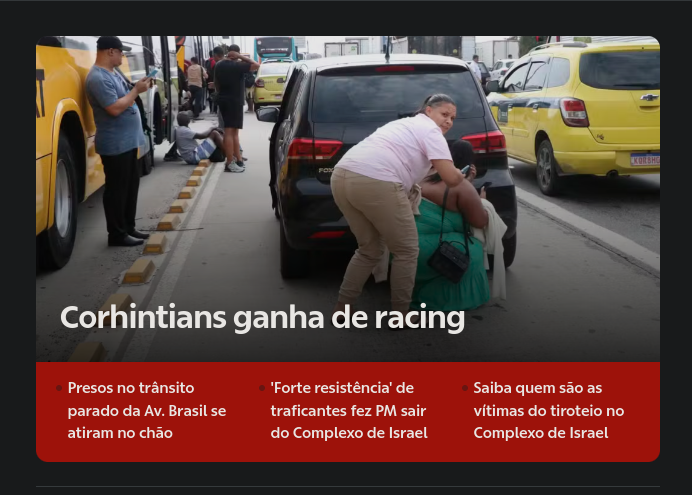 Corhintians ganha de racing
Presos no trânsito
parado da Av. Brasil se
atiram no chão
'Forte resistência' de
traficantes fez PM sair
do Complexo de Israel
Saiba quem são as
vítimas do tiroteio no
Complexo de Israel